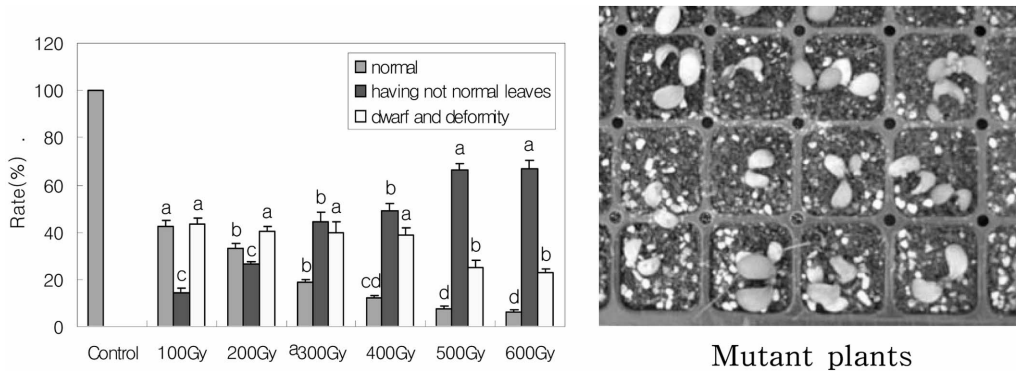 120
100
80
60
40
20
0
Rate(%) .
normal
having not normal leaves
dwarf and deformity
a
c
a
b
c
a
b
b
a
cd
b
a
d
a
b
d
a
b
Control
100Gy
200Gy
a300Gy
400Gy
500Gy
600Gy
Mutant plants